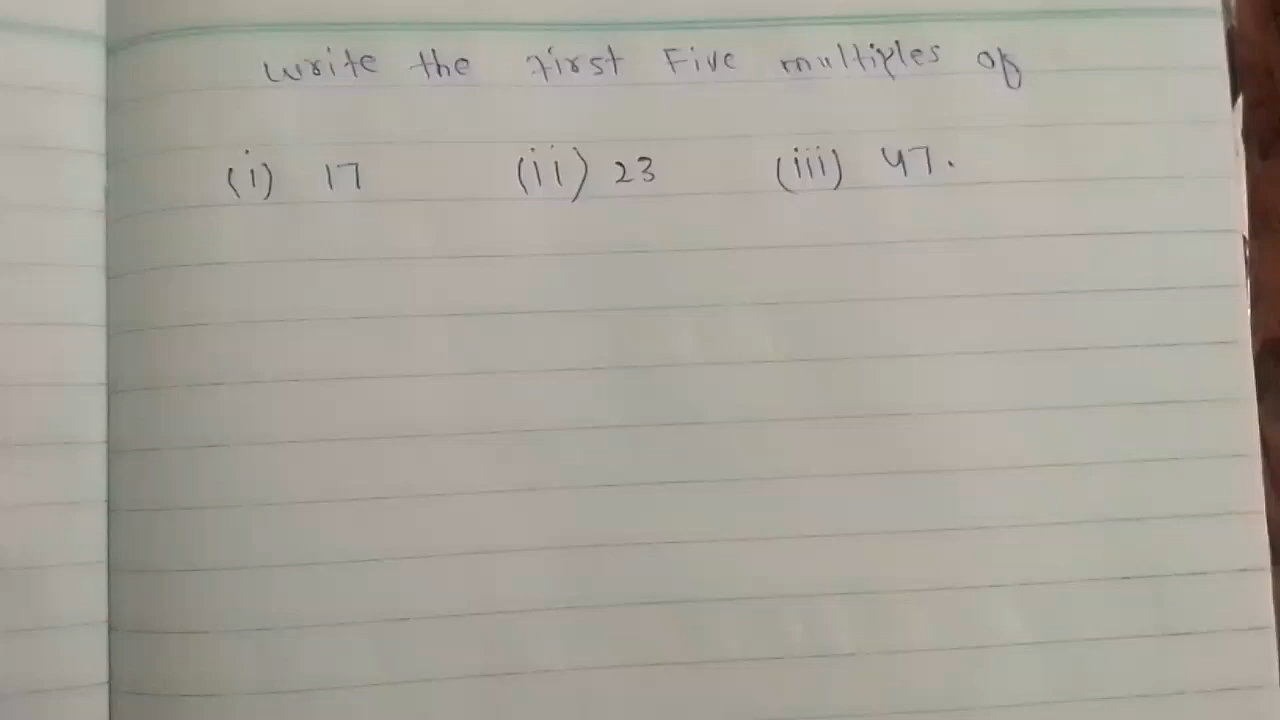 Write the first Five multiples of
(i) 17 (ii) 23 (iii) 47.